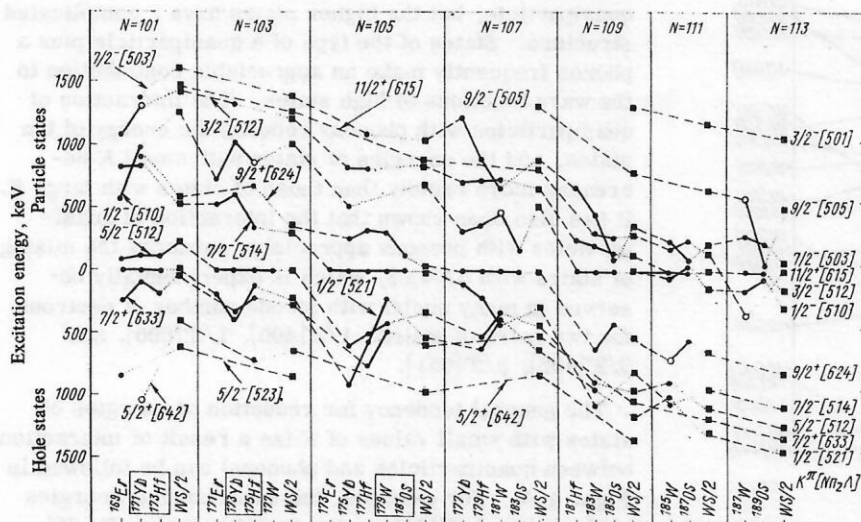 N=101 N=103 N=105 N=107 N=109 N=111 N=113
7/2⁻[503]
11/2⁺[615]
9/2⁻[505]
3/2⁻[512]
9/2⁺[624]
3/2⁻[501]
1/2⁻[510]
5/2⁻[512]
7/2⁻[514]
1/2⁻[521]
7/2⁺[633]
5/2⁻[523]
5/2⁺[642]
5/2⁺[642]
9/2⁻[505]
7/2⁻[503]
11/2⁺[615]
3/2⁻[512]
1/2⁻[510]
9/2⁺[624]
7/2⁻[514]
5/2⁻[512]
7/2⁺[633]
1/2⁻[521]
Kπ[Nn₂Λ]
Excitation energy, keV
Particle states
Hole states
1500
1000
500
0
500
1000
1500
¹⁶⁹Er ¹⁷¹Yb ¹⁷³Hf WS/2
¹⁷¹Er ¹⁷³Yb ¹⁷⁵Hf WS/2
¹⁷³Er ¹⁷⁵Yb ¹⁷⁷Hf ¹⁷⁹W ¹⁸¹Os WS/2
¹⁷⁷Yb ¹⁷⁹Hf ¹⁸¹W ¹⁸³Os WS/2
¹⁸¹Hf ¹⁸³W ¹⁸⁵Os WS/2
¹⁸⁵W ¹⁸⁷Os WS/2
¹⁸⁷W ¹⁸⁹Os WS/2